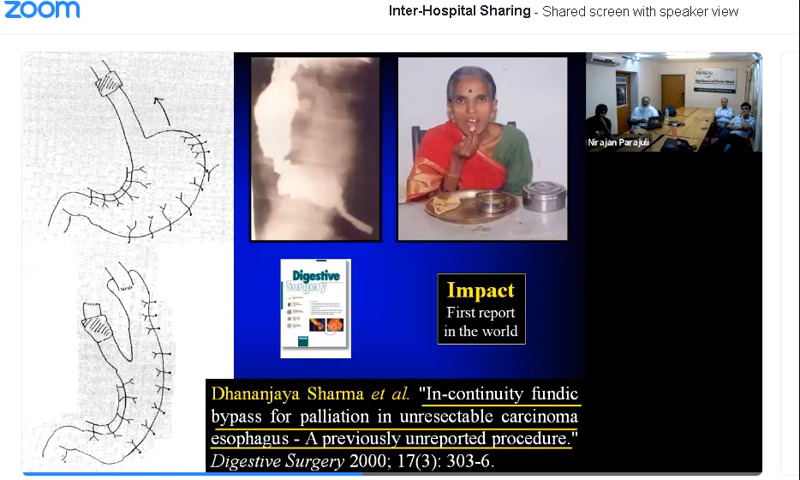 zoom
Inter-Hospital Sharing - Shared screen with speaker view
Nirajan Parajuli
Digestive
Surgery
Impact
First report
in the world
Dhananjaya Sharma et al. "In-continuity fundic
bypass for palliation in unresectable carcinoma
esophagus - A previously unreported procedure."
Digestive Surgery 2000; 17(3): 303-6.